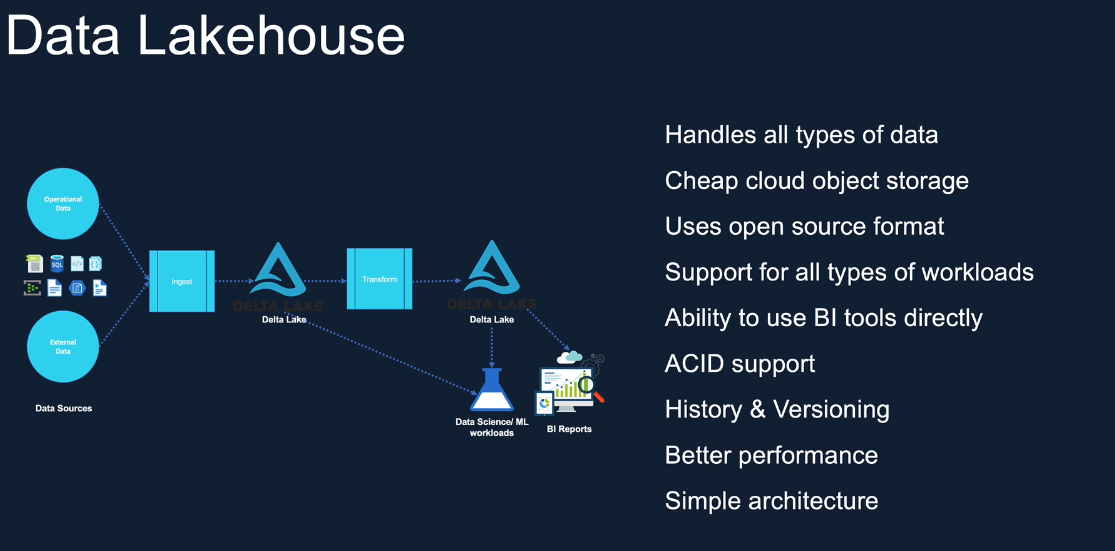 Data Lakehouse
Operational
Data
SQL
External
Data
Data Sources
Ingest
DELTA LAKE
Delta Lake
Transform
DELTA LAKE
Delta Lake
Data Science/ ML
workloads
BI Reports
Handles all types of data
Cheap cloud object storage
Uses open source format
Support for all types of workloads
Ability to use BI tools directly
ACID support
History & Versioning
Better performance
Simple architecture